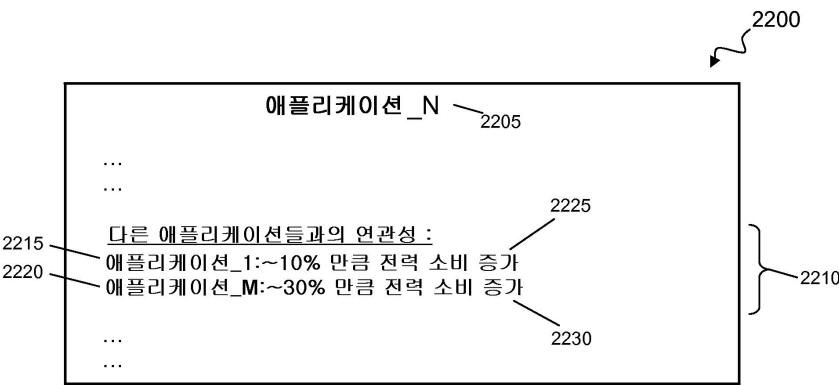 2200
애플리케이션_N
2205
...
...
2225
다른 애플리케이션들과의 연관성 :
2215
애플리케이션_1:~10% 만큼 전력 소비 증가
2220
애플리케이션_M:~30% 만큼 전력 소비 증가
2210
2230
...
...